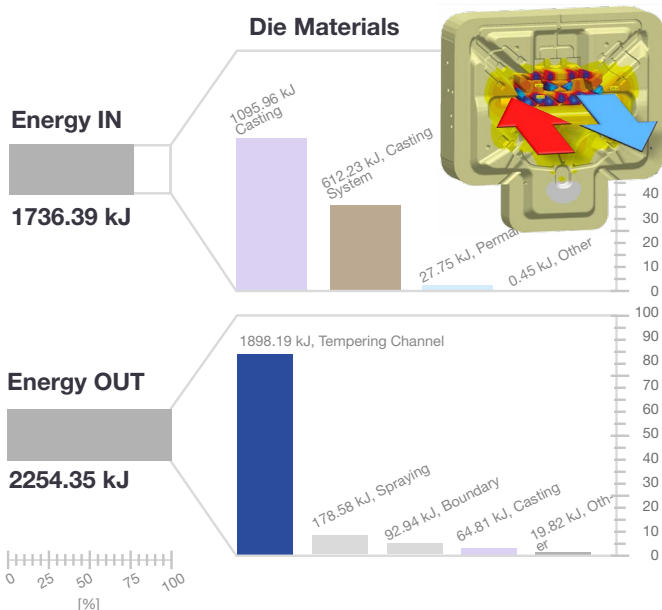 Die Materials
Energy IN
1736.39 kJ
1095.96 kJ
Casting
612.23 kJ, Casting
System
27.75 kJ, Permar
0.45 kJ, Other
40
30
20
10
0
Energy OUT
2254.35 kJ
1898.19 kJ, Tempering Channel
178.58 kJ, Spraying
92.94 kJ, Boundary
64.81 kJ, Casting
19.82 kJ, Oth-
er
100
90
80
70
60
50
40
30
20
10
0
0 25 50 75 100
[%]